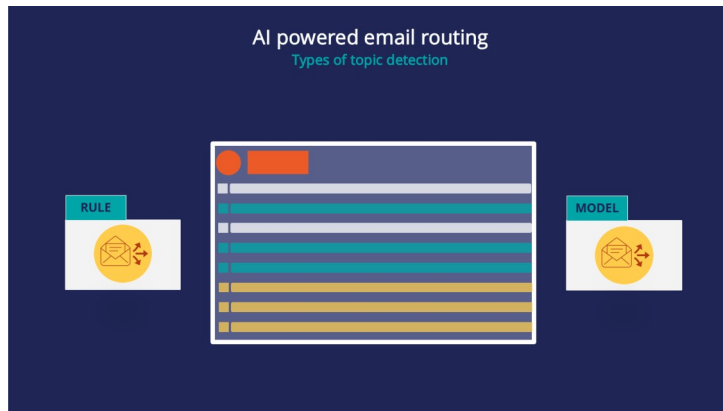 AI powered email routing
Types of topic detection
RULE
MODEL